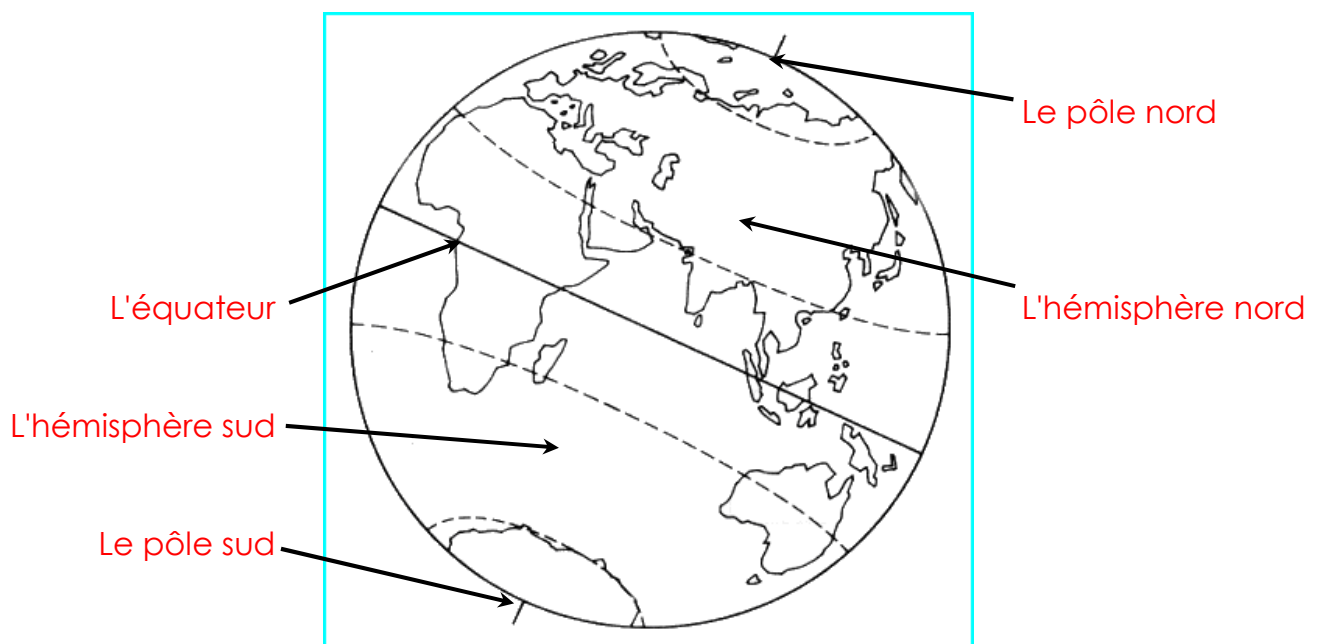 Le pôle nord
L'équateur
L'hémisphère nord
L'hémisphère sud
Le pôle sud